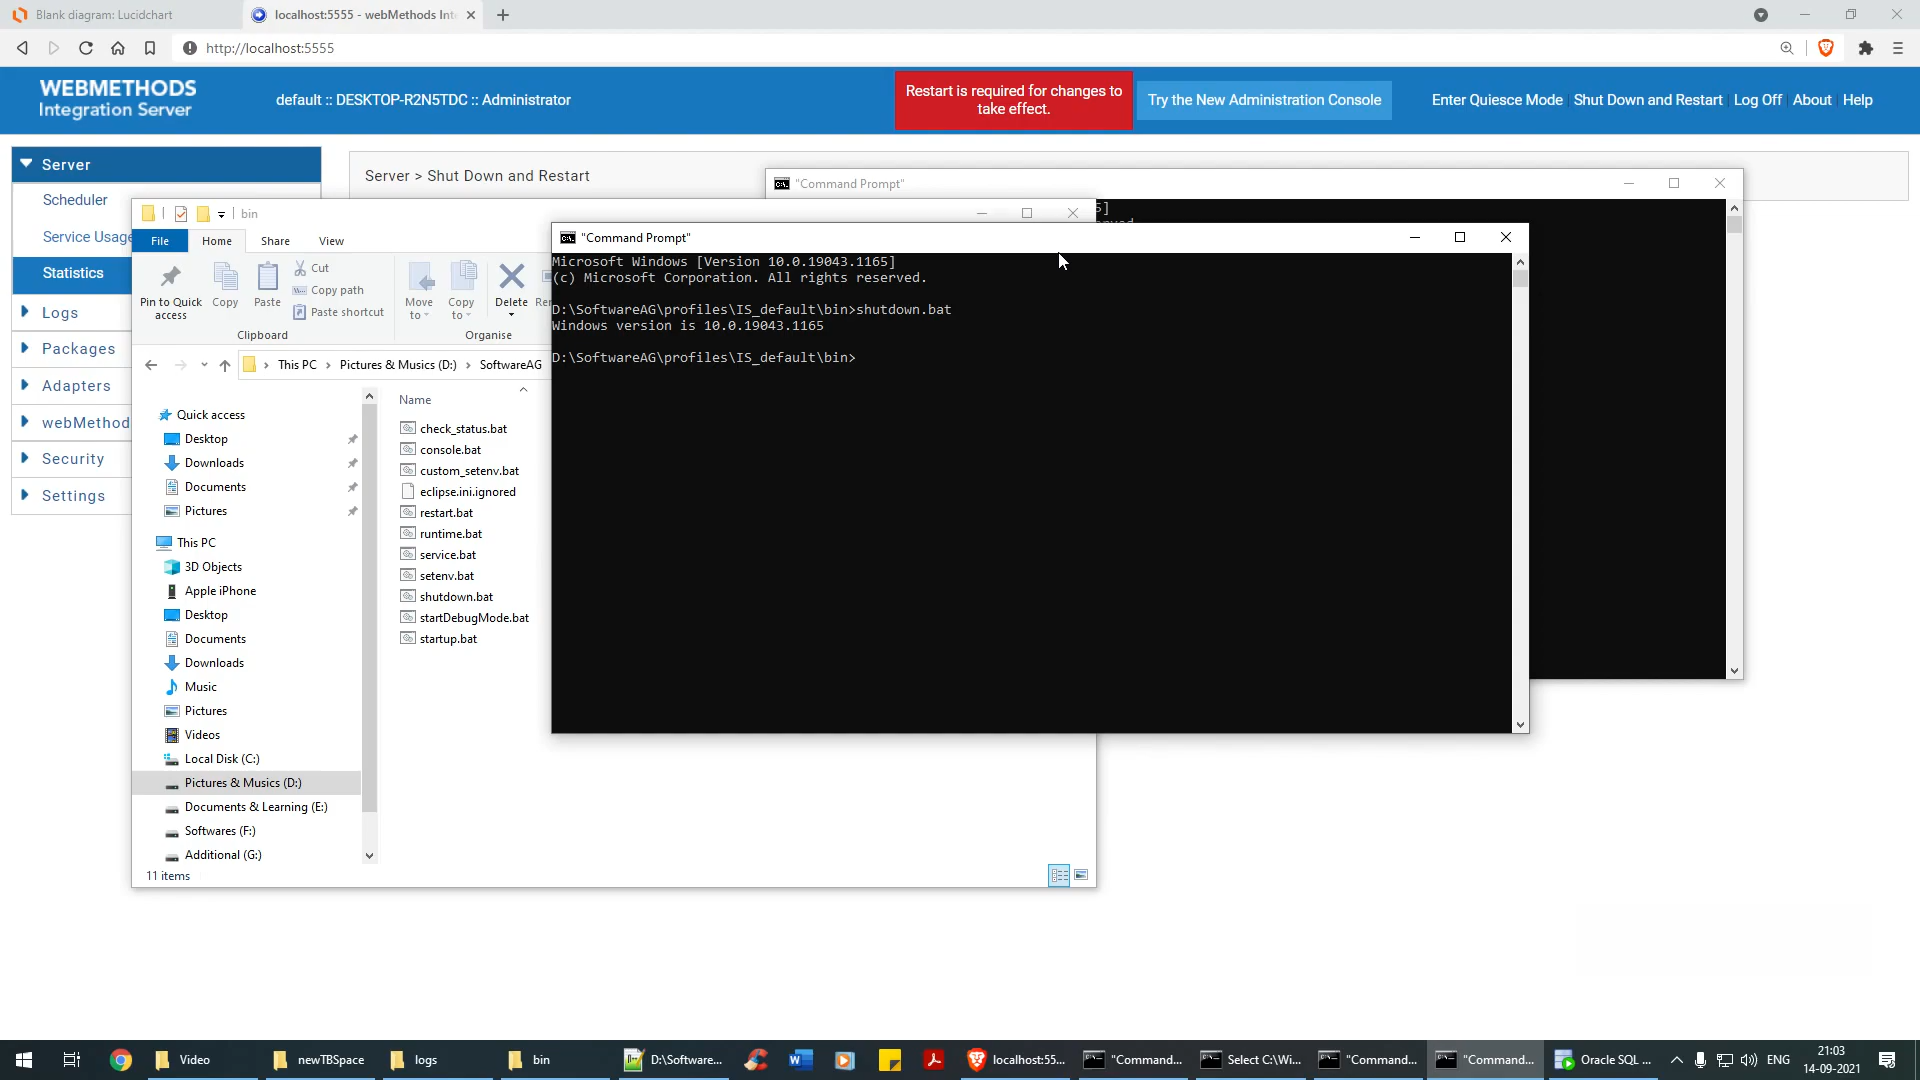 Blank diagram: Lucidchart
localhost:5555 - webMethods Inte
http://localhost:5555
WEBMETHODS
Integration Server
default :: DESKTOP-R2N5TDC :: Administrator
Restart is required for changes to
take effect.
Try the New Administration Console
Enter Quiesce Mode
Shut Down and Restart
Log Off
About
Help
Server
Scheduler
Service Usage
Statistics
Logs
Packages
Adapters
webMethod
Security
Settings
Server > Shut Down and Restart
"Command Prompt"
5]
bin
File
Home
Share
View
Pin to Quick
access
Copy
Paste
Cut
Copy path
Paste shortcut
Clipboard
Move
to
Copy
to
Delete
Organise
This PC > Pictures & Musics (D:) > SoftwareAG
Name
Quick access
Desktop
Downloads
Documents
Pictures
This PC
3D Objects
Apple iPhone
Desktop
Documents
Downloads
Music
Pictures
Videos
Local Disk (C:)
Pictures & Musics (D:)
Documents & Learning (E:)
Softwares (F:)
Additional (G:)
check_status.bat
console.bat
custom_setenv.bat
eclipse.ini.ignored
restart.bat
runtime.bat
service.bat
setenv.bat
shutdown.bat
startDebugMode.bat
startup.bat
11 items
"Command Prompt"
Microsoft Windows [Version 10.0.19043.1165]
(c) Microsoft Corporation. All rights reserved.
D:\SoftwareAG\profiles\IS_default\bin>shutdown.bat
Windows version is 10.0.19043.1165
D:\SoftwareAG\profiles\IS_default\bin>
Video
newTBSpace
logs
bin
D:\Software...
localhost:55...
"Command...
Select C:\Wi...
"Command...
"Command...
Oracle SQL ...
ENG
21:03
14-09-2021